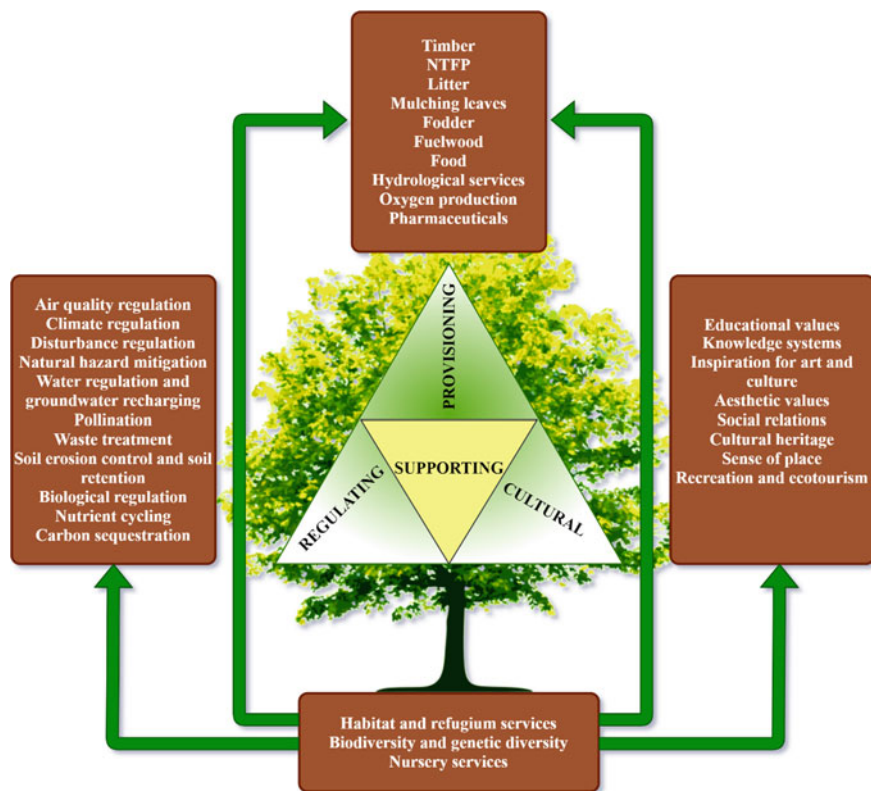 Timber
NTFP
Litter
Mulching leaves
Fodder
Fuelwood
Food
Hydrological services
Oxygen production
Pharmaceuticals
Air quality regulation
Climate regulation
Disturbance regulation
Natural hazard mitigation
Water regulation and
groundwater recharging
Pollination
Waste treatment
Soil erosion control and soil
retention
Biological regulation
Nutrient cycling
Carbon sequestration
PROVISIONING
REGULATING
SUPPORTING
CULTURAL
Educational values
Knowledge systems
Inspiration for art and
culture
Aesthetic values
Social relations
Cultural heritage
Sense of place
Recreation and ecotourism
Habitat and refugium services
Biodiversity and genetic diversity
Nursery services